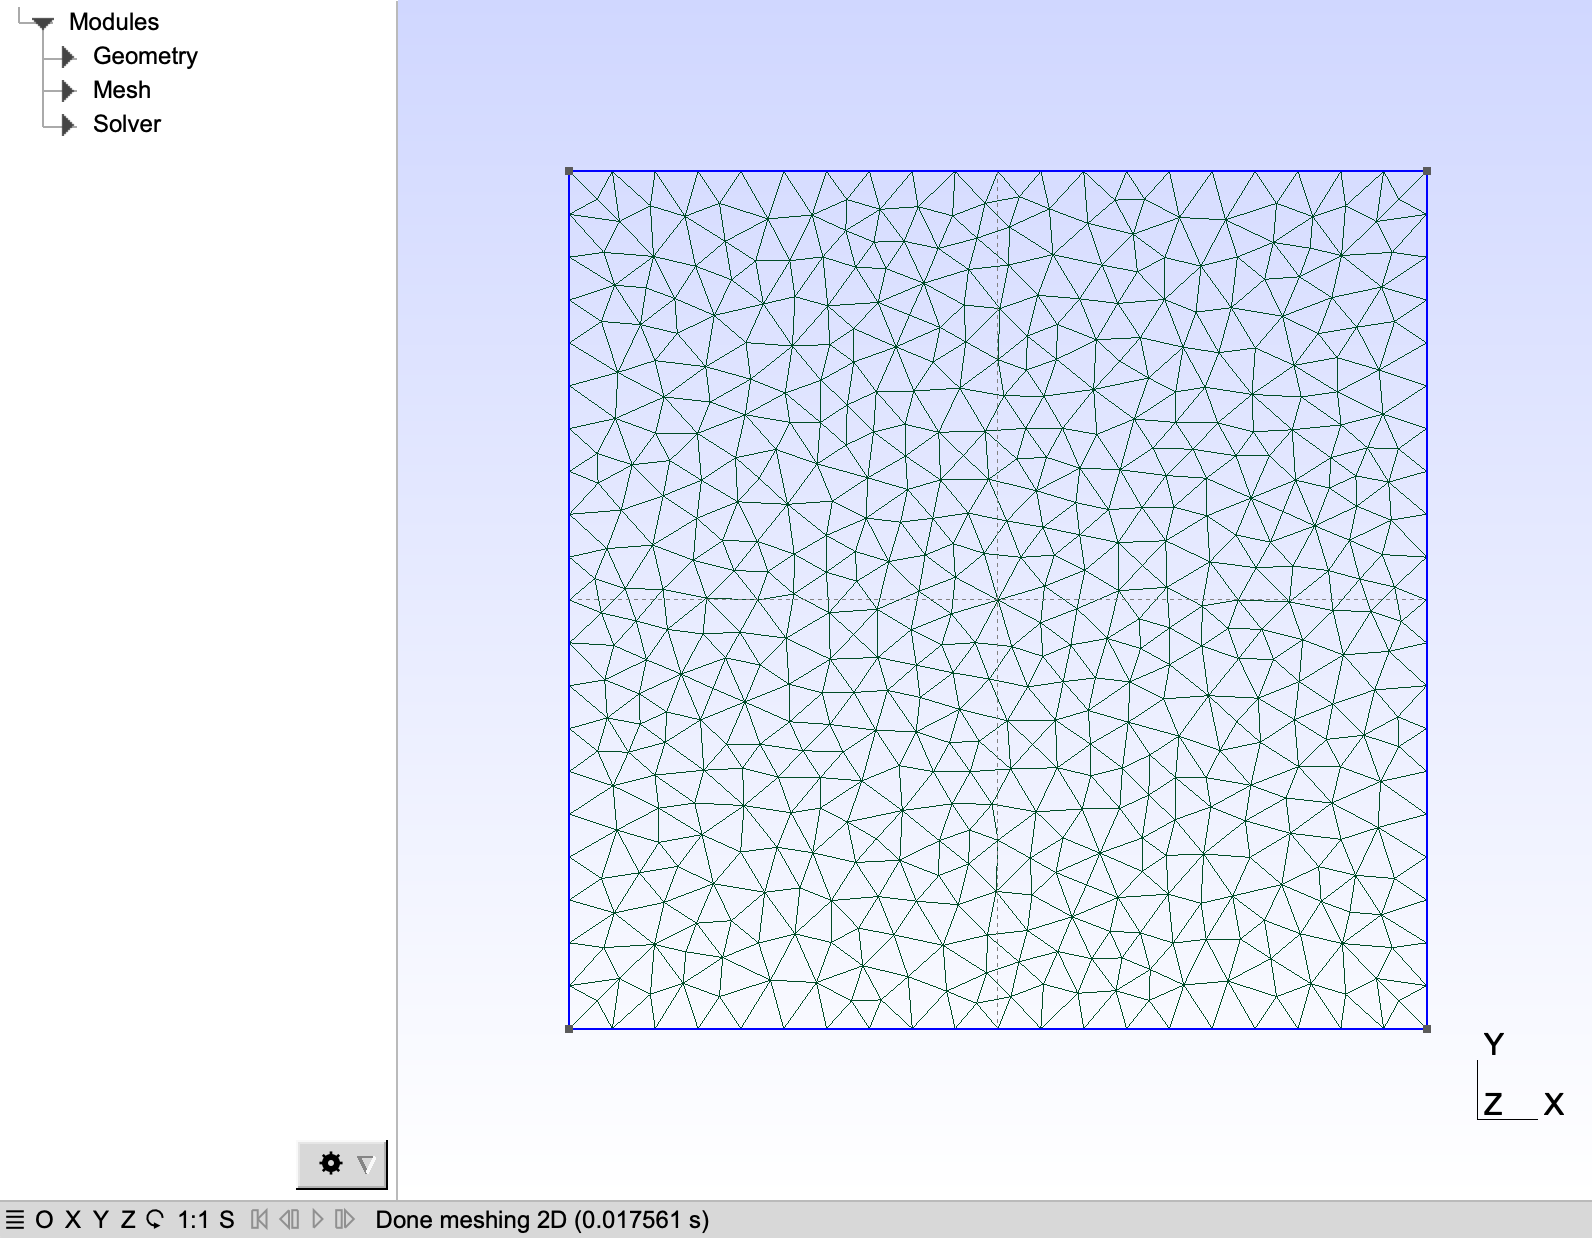 Modules
Geometry
Mesh
Solver
Y
Z X
O X Y Z 1:1 S Done meshing 2D (0.017561 s)